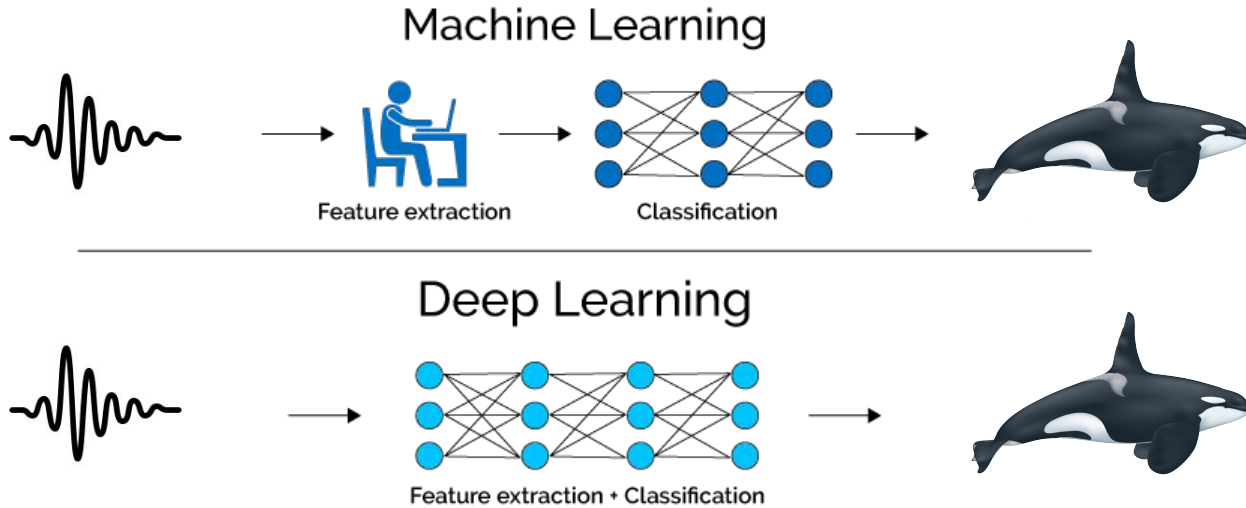 Machine Learning
Feature extraction
Classification
Deep Learning
Feature extraction + Classification